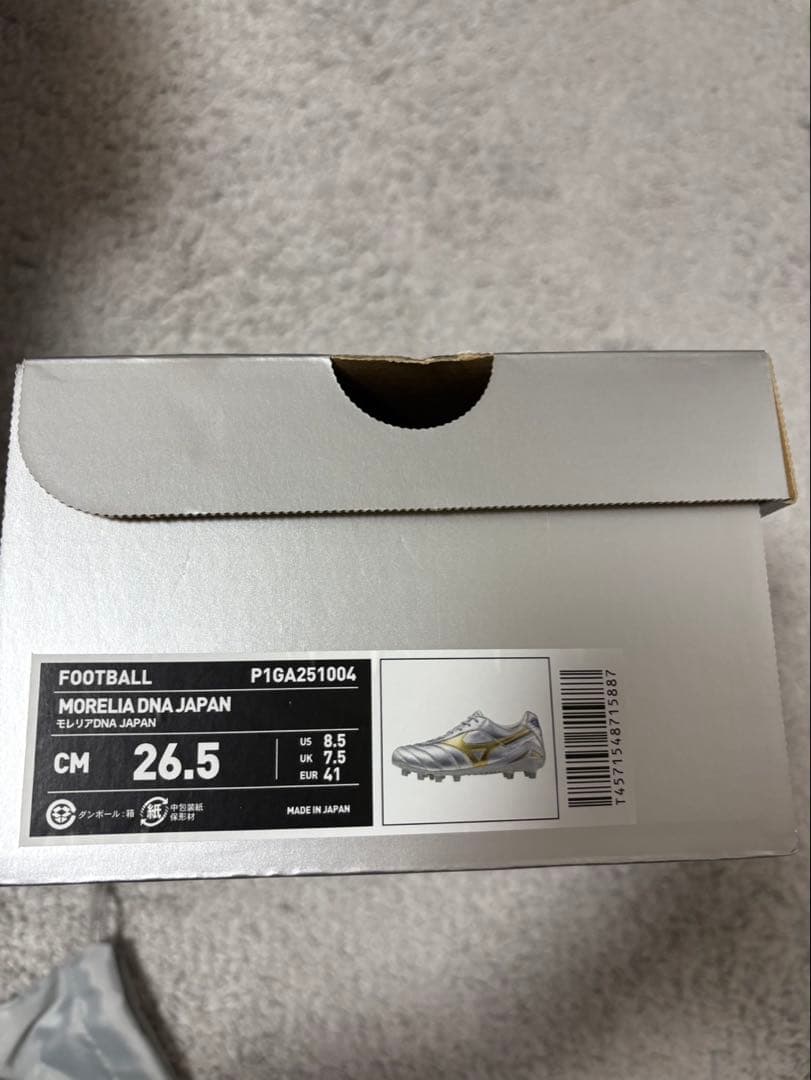 FOOTBALL P1GA251004
MORELIA DNA JAPAN
モレリアDNA JAPAN
CM 26.5
US 8.5
UK 7.5
EUR 41
ダンボール:箱
紙 中包装紙
保形材
MADE IN JAPAN
T4571548715887